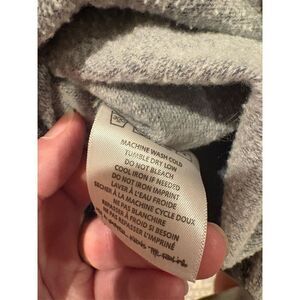 MACHINE WASH COLD
TUMBLE DRY LOW
DO NOT BLEACH
COOL IRON IF NEEDED
DO NOT IRON IMPRINT
LAVER À L'EAU FROIDE
SÉCHER À LA MACHINE CYCLE DOUX
NE PAS BLANCHIRE
REPASSER À FROID SI BESOIN
NE PAS REPASSER L'IMPRIMÉ